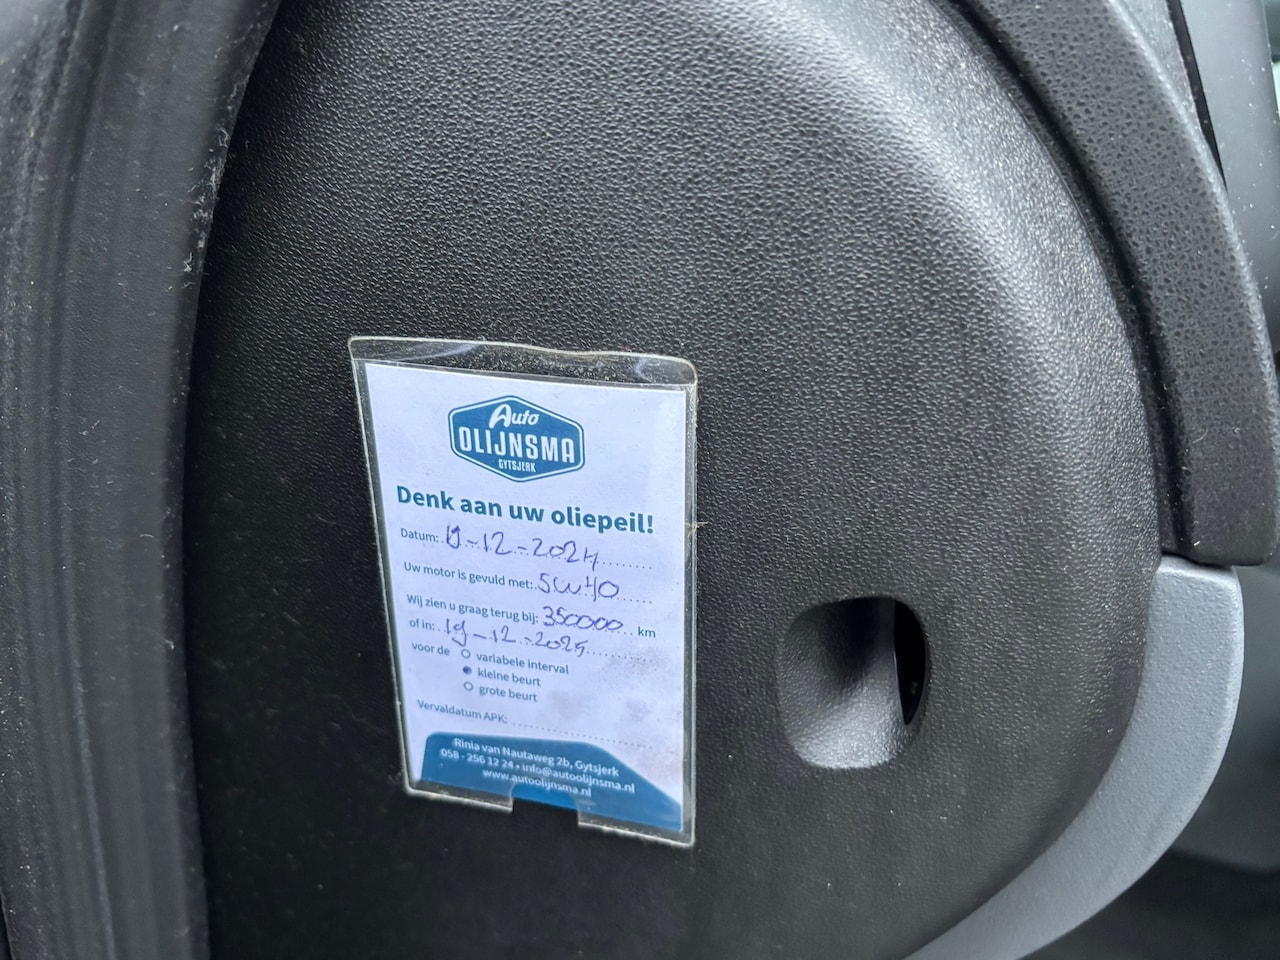 Auto
OLIJNSMA
GYTSJERK
Denk aan uw oliepeil!
Datum: 19-12-2024
Uw motor is gevuld met: 5W40
Wij zien u graag terug bij: 350000 km
of in: 19-12-2025
voor de variabele interval
kleine beurt
grote beurt
Vervaldatum APK:
Rinia van Nautaweg 2b, Gytsjerk
058 - 256 12 24 • info@autoolijnsma.nl
www.autoolijnsma.nl